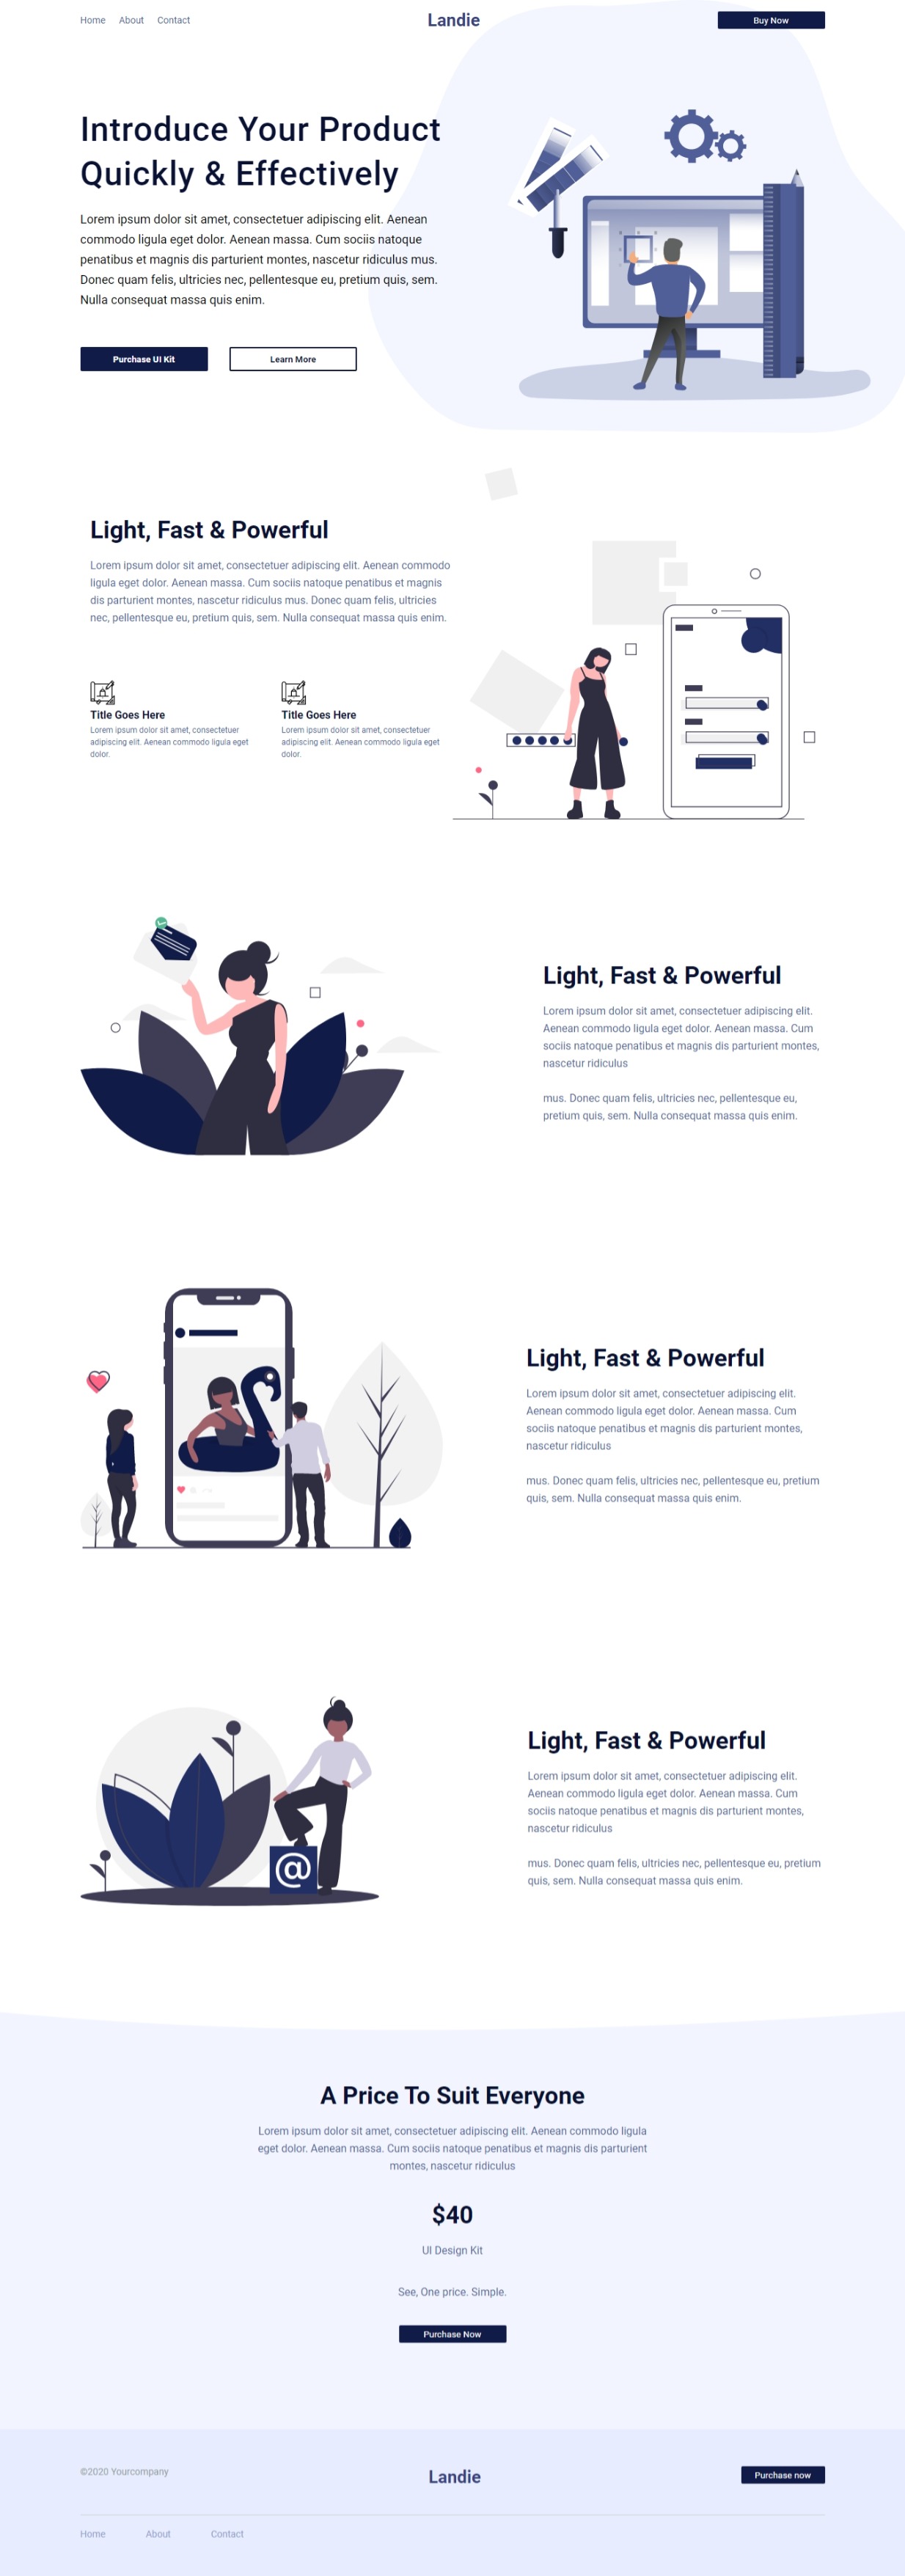 Home About Contact
Landie
Buy Now
Introduce Your Product
Quickly & Effectively
Lorem ipsum dolor sit amet, consectetuer adipiscing elit. Aenean
commodo ligula eget dolor. Aenean massa. Cum sociis natoque
penatibus et magnis dis parturient montes, nascetur ridiculus mus.
Donec quam felis, ultricies nec, pellentesque eu, pretium quis, sem.
Nulla consequat massa quis enim.
Purchase UI Kit
Learn More
Light, Fast & Powerful
Lorem ipsum dolor sit amet, consectetuer adipiscing elit. Aenean commodo
ligula eget dolor. Aenean massa. Cum sociis natoque penatibus et magnis
dis parturient montes, nascetur ridiculus mus. Donec quam felis, ultricies
nec, pellentesque eu, pretium quis, sem. Nulla consequat massa quis enim.
Title Goes Here
Lorem ipsum dolor sit amet, consectetuer
adipiscing elit. Aenean commodo ligula eget
dolor.
Title Goes Here
Lorem ipsum dolor sit amet, consectetuer
adipiscing elit. Aenean commodo ligula eget
dolor.
Light, Fast & Powerful
Lorem ipsum dolor sit amet, consectetuer adipiscing elit.
Aenean commodo ligula eget dolor. Aenean massa. Cum
sociis natoque penatibus et magnis dis parturient montes,
nascetur ridiculus
mus. Donec quam felis, ultricies nec, pellentesque eu,
pretium quis, sem. Nulla consequat massa quis enim.
Light, Fast & Powerful
Lorem ipsum dolor sit amet, consectetuer adipiscing elit.
Aenean commodo ligula eget dolor. Aenean massa. Cum
sociis natoque penatibus et magnis dis parturient montes,
nascetur ridiculus
mus. Donec quam felis, ultricies nec, pellentesque eu, pretium
quis, sem. Nulla consequat massa quis enim.
@
Light, Fast & Powerful
Lorem ipsum dolor sit amet, consectetuer adipiscing elit.
Aenean commodo ligula eget dolor. Aenean massa. Cum
sociis natoque penatibus et magnis dis parturient montes,
nascetur ridiculus
mus. Donec quam felis, ultricies nec, pellentesque eu, pretium
quis, sem. Nulla consequat massa quis enim.
A Price To Suit Everyone
Lorem ipsum dolor sit amet, consectetuer adipiscing elit. Aenean commodo ligula
eget dolor. Aenean massa. Cum sociis natoque penatibus et magnis dis parturient
montes, nascetur ridiculus
$40
UI Design Kit
See, One price. Simple.
Purchase Now
©2020 Yourcompany
Landie
Purchase now
Home About Contact